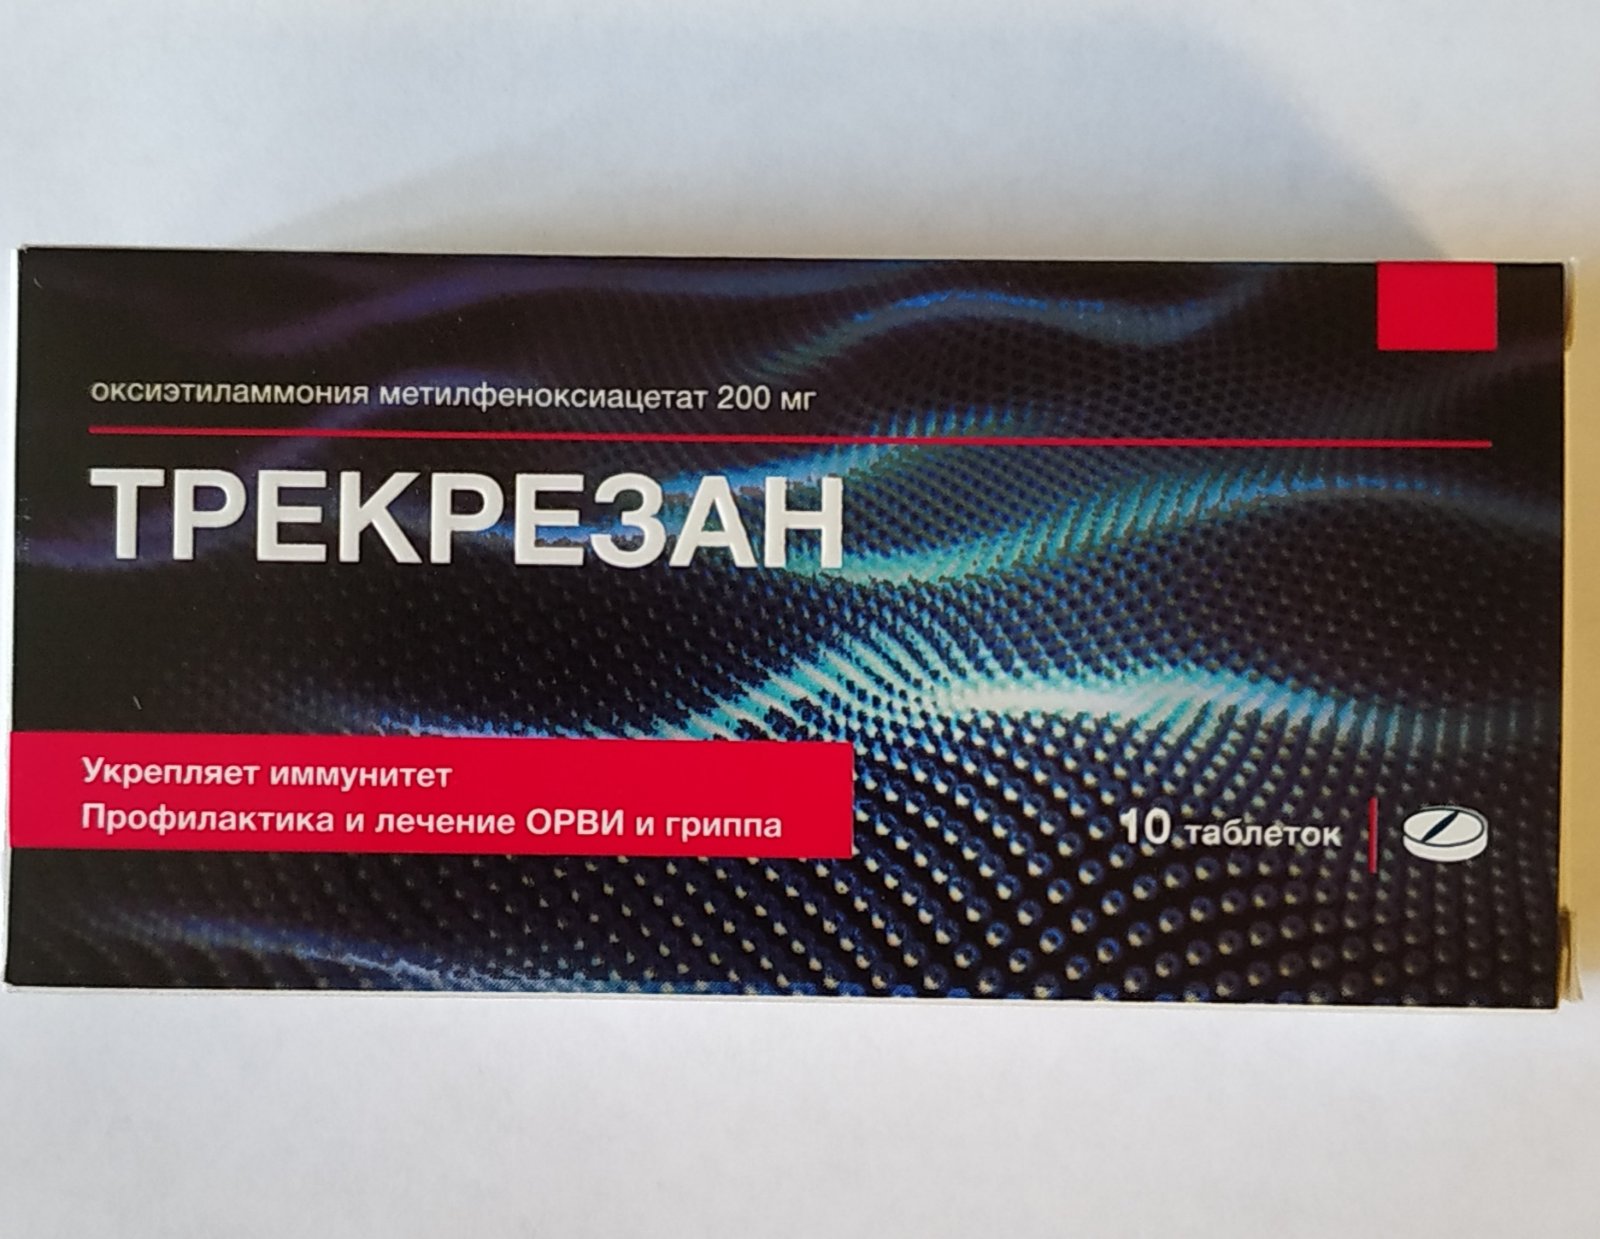 оксиэтиламмония метилфеноксиацетат 200 мг
ТРЕКРЕЗАН
Укрепляет иммунитет
Профилактика и лечение ОРВИ и гриппа
10 таблеток